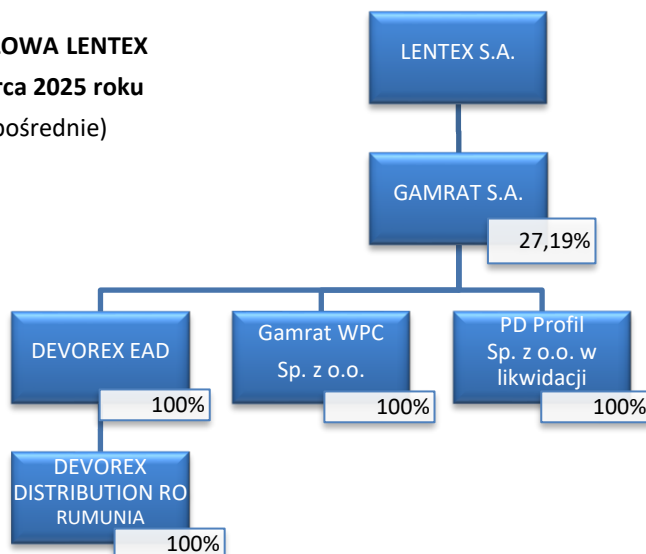 OWA LENTEX
rca 2025 roku
pośrednie)
LENTEX S.A.
GAMRAT S.A.
27,19%
DEVOREX EAD
100%
Gamrat WPC
Sp. z o.o.
100%
PD Profil
Sp. z o.o. w
likwidacji
100%
DEVOREX
DISTRIBUTION RO
RUMUNIA
100%